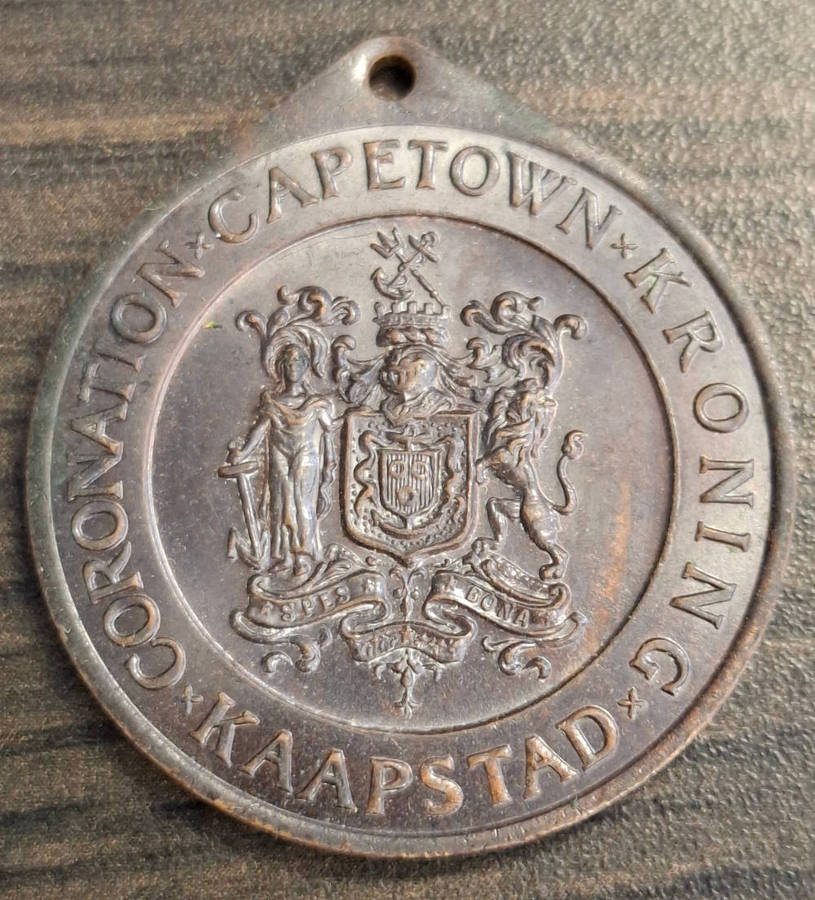 CORONATION × CAPETOWN × KRONING × KAAPSTAD ×
SPES
BONA